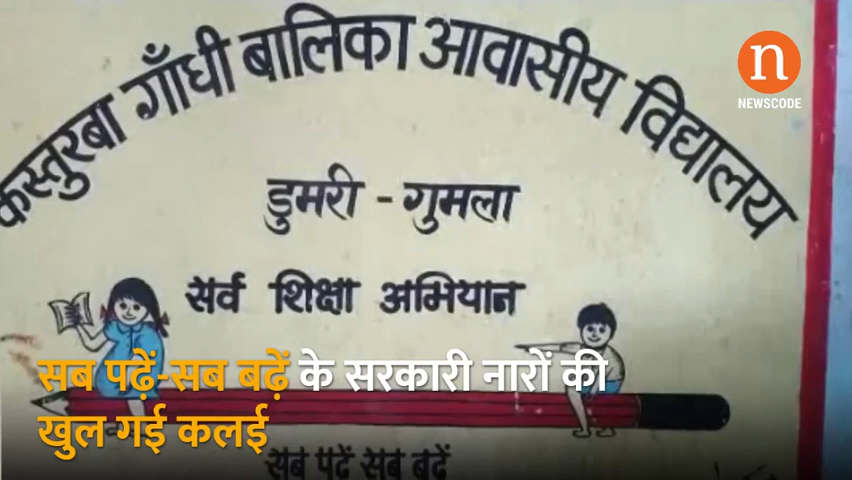 कस्तुरबा गाँधी बालिका आवासीय विद्यालय
n
NEWSCODE
डुमरी - गुमला
सर्व शिक्षा अभियान
सब पढ़ें-सब बढ़ें के सरकारी नारों की
खुल गई कलई
सब पढ़ें सब बढ़ें